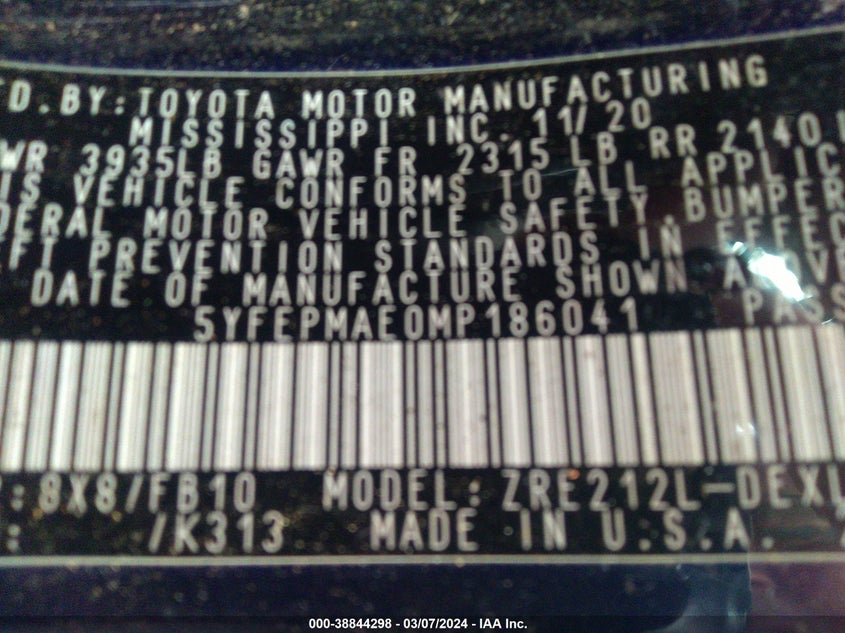 D.BY:TOYOTA MOTOR MANUFACTURING
MISSISSIPPI INC. 11/20
WR 3935LB GAWR FR 2315 LB RR 2140 L
IS VEHICLE CONFORMS TO ALL APPLIC
DERAL MOTOR VEHICLE SAFETY,BUMPER
FT PREVENTION STANDARDS IN EFFEC
DATE OF MANUFACTURE SHOWN ABOVE
5YFEPMAE0MP186041 PASS
:8X8/FB10 MODEL:ZRE212L-DEXL
: /K313 MADE IN U.S.A.
000-38844298 - 03/07/2024 - IAA Inc.